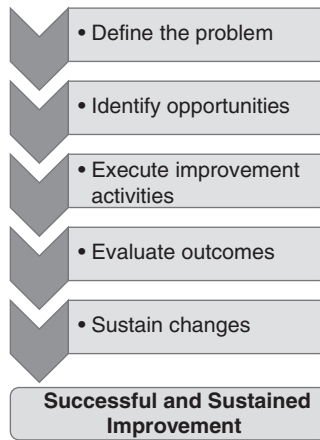 • Define the problem
• Identify opportunities
• Execute improvement
activities
• Evaluate outcomes
• Sustain changes
Successful and Sustained
Improvement